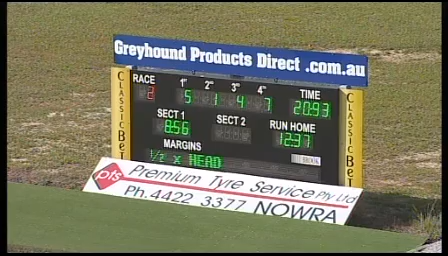 Greyhound Products Direct .com.au
RACE 1st 2nd 3rd 4th TIME
2 5 1 4 7 20.93
SECT 1 SECT 2 RUN HOME
8.56 12.37
MARGINS
1/2 x HEAD
CLASSIC BET
CLASSIC BET
pts Premium Tyre Service Pty Ltd
Ph. 4422 3377 NOWRA